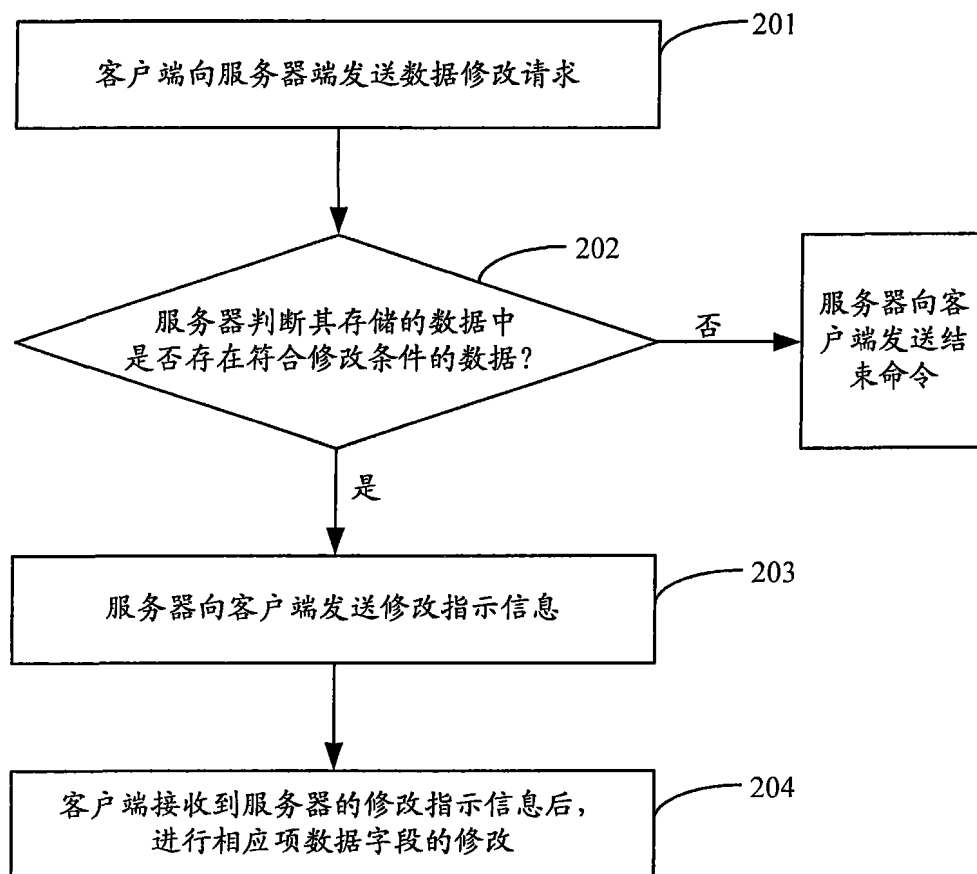 201
客户端向服务器端发送数据修改请求
202
服务器判断其存储的数据中
是否存在符合修改条件的数据?
否
服务器向客
户端发送结
束命令
是
203
服务器向客户端发送修改指示信息
204
客户端接收到服务器的修改指示信息后,
进行相应项数据字段的修改